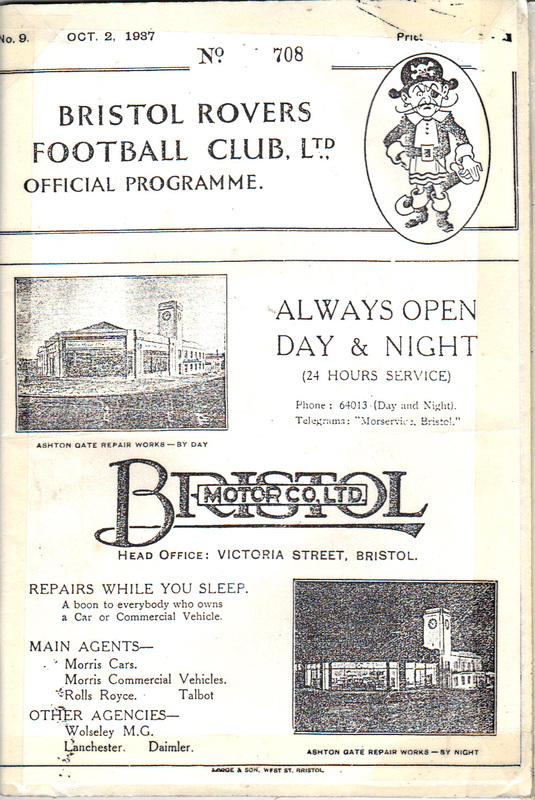 No. 9. OCT. 2, 1937
Nº 708
BRISTOL ROVERS
FOOTBALL CLUB, LTD.,
OFFICIAL PROGRAMME.
ALWAYS OPEN
DAY & NIGHT
(24 HOURS SERVICE)
Phone : 64013 (Day and Night).
Telegrams : Bristol."
ASHTON GATE REPAIR WORKS — BY DAY
BRISTOL
MOTOR CO, LTD.
HEAD OFFICE: VICTORIA STREET, BRISTOL.
REPAIRS WHILE YOU SLEEP.
A boon to everybody who owns
a Car or Commercial Vehicle.
MAIN AGENTS—
Morris Cars.
Morris Commercial Vehicles.
Rolls Royce. Talbot
OTHER AGENCIES—
Wolseley M.G.
Lanchester. Daimler.
ASHTON GATE REPAIR WORKS — BY NIGHT
& SON, WEST ST. BRISTOL